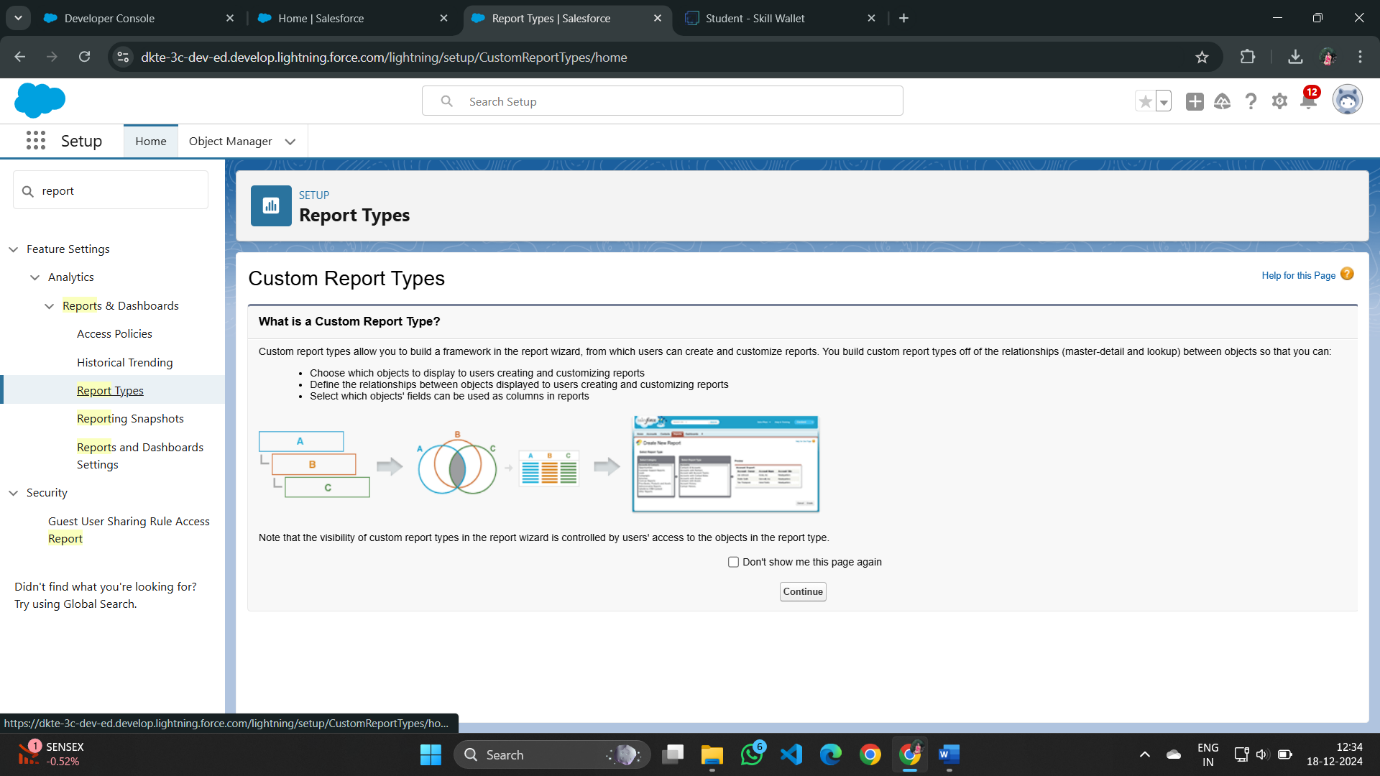 Developer Console
Home | Salesforce
Report Types | Salesforce
Student - Skill Wallet
dkte-3c-dev-ed.develop.lightning.force.com/lightning/setup/CustomReportTypes/home
Search Setup
12
Setup
Home
Object Manager
report
Feature Settings
Analytics
Reports & Dashboards
Access Policies
Historical Trending
Report Types
Reporting Snapshots
Reports and Dashboards
Settings
Security
Guest User Sharing Rule Access
Report
Didn't find what you're looking for?
Try using Global Search.
SETUP
Report Types
Custom Report Types
Help for this Page
What is a Custom Report Type?
Custom report types allow you to build a framework in the report wizard, from which users can create and customize reports. You build custom report types off of the relationships (master-detail and lookup) between objects so that you can:
• Choose which objects to display to users creating and customizing reports
• Define the relationships between objects displayed to users creating and customizing reports
• Select which objects' fields can be used as columns in reports
A
B
C
A B C
A B C
Create New Report
Note that the visibility of custom report types in the report wizard is controlled by users' access to the objects in the report type.
Don't show me this page again
Continue
https://dkte-3c-dev-ed.develop.lightning.force.com/lightning/setup/CustomReportTypes/ho...
1
SENSEX
-0.52%
Search
6
ENG
IN
12:34
18-12-2024